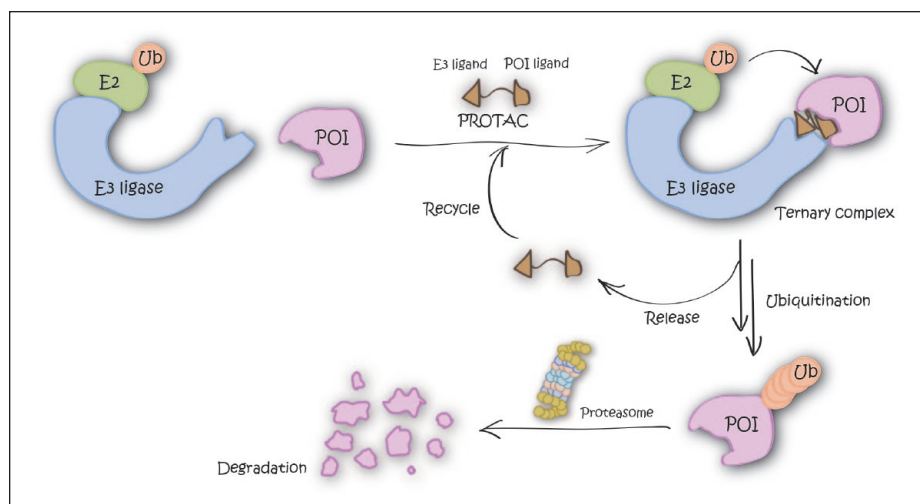 Ub
E2
POI
E3 ligase
E3 ligand POI ligand
PROTAC
Recycle
Ub
E2
POI
E3 ligase
Ternary complex
Ubiquitination
Release
Ub
POI
Proteasome
Degradation